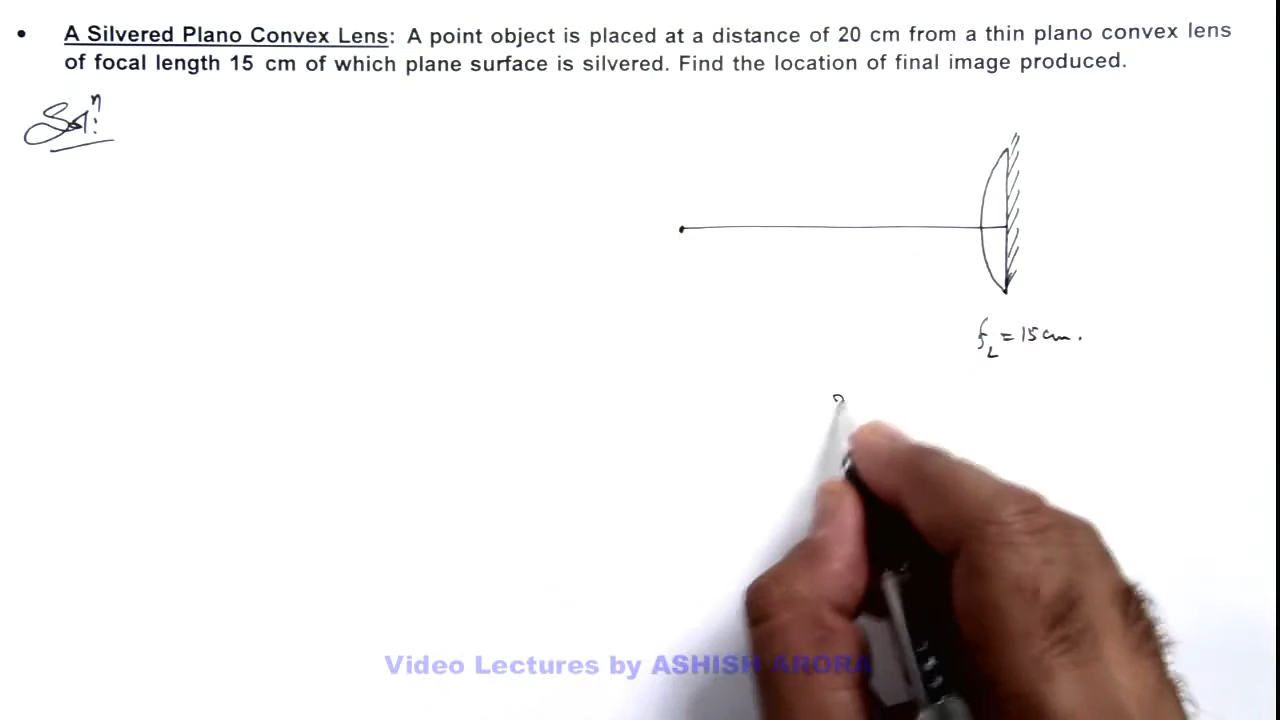 • A Silvered Plano Convex Lens: A point object is placed at a distance of 20 cm from a thin plano convex lens
of focal length 15 cm of which plane surface is silvered. Find the location of final image produced.
Solⁿ:
f_L = 15 cm.
Video Lectures by ASHISH ARORA